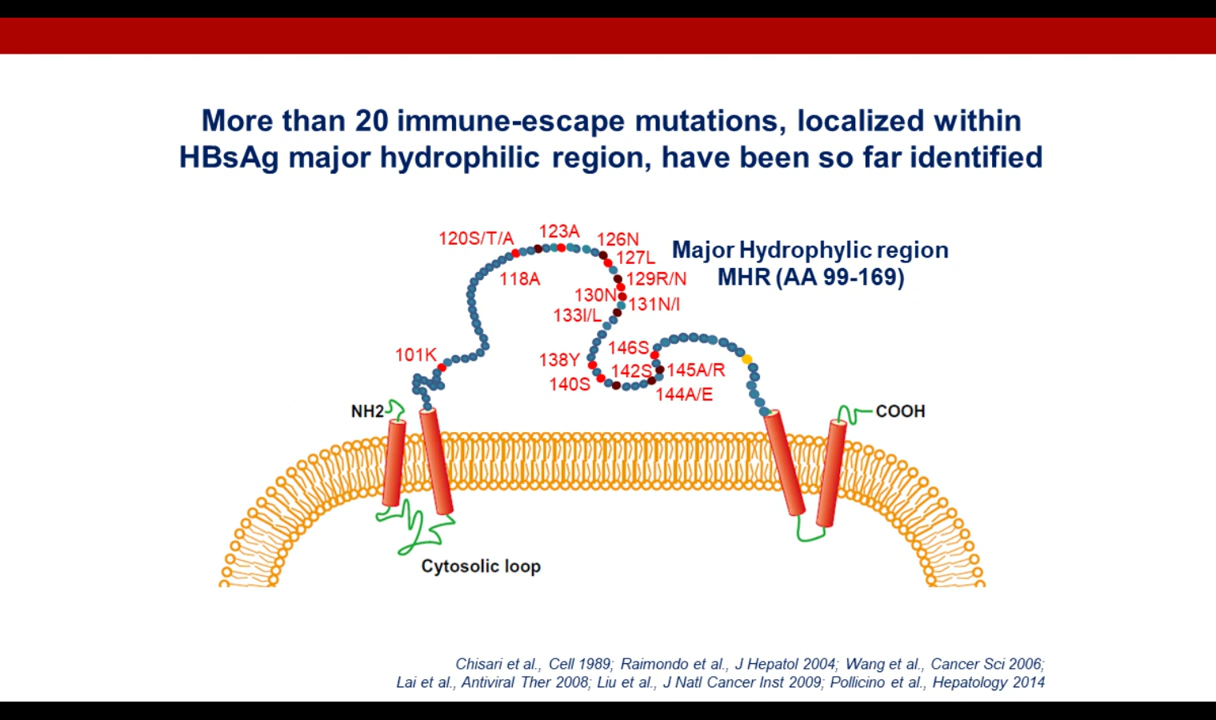 More than 20 immune-escape mutations, localized within
HBsAg major hydrophilic region, have been so far identified
120S/T/A
123A
126N
127L
Major Hydrophylic region
MHR (AA 99-169)
118A
129R/N
130N
131N/I
133I/L
101K
138Y
146S
140S
142S
145A/R
144A/E
NH2
COOH
Cytosolic loop
Chisari et al., Cell 1989; Raimondo et al., J Hepatol 2004; Wang et al., Cancer Sci 2006;
Lai et al., Antiviral Ther 2008; Liu et al., J Natl Cancer Inst 2009; Pollicino et al., Hepatology 2014